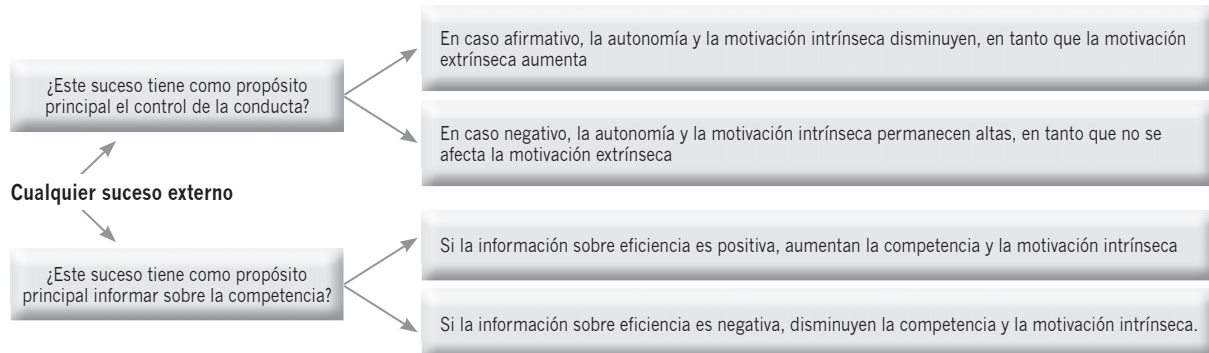 ¿Este suceso tiene como propósito
principal el control de la conducta?
En caso afirmativo, la autonomía y la motivación intrínseca disminuyen, en tanto que la motivación
extrínseca aumenta
En caso negativo, la autonomía y la motivación intrínseca permanecen altas, en tanto que no se
afecta la motivación extrínseca
Cualquier suceso externo
¿Este suceso tiene como propósito
principal informar sobre la competencia?
Si la información sobre eficiencia es positiva, aumentan la competencia y la motivación intrínseca
Si la información sobre eficiencia es negativa, disminuyen la competencia y la motivación intrínseca.